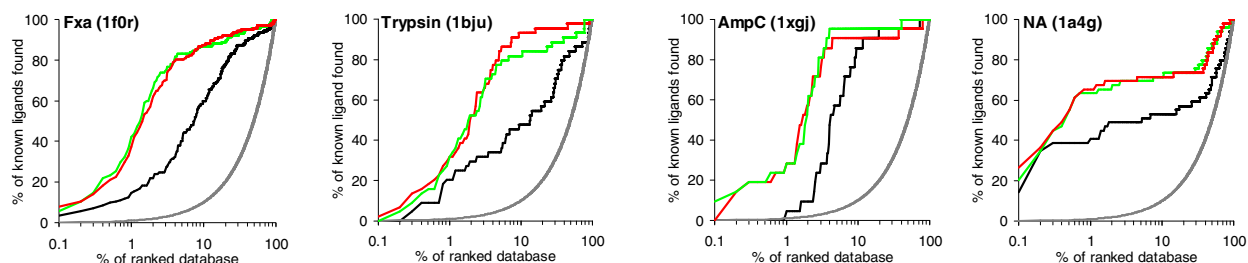 Fxa (1f0r)
% of known ligands found
100
80
60
40
20
0
0.1 1 10 100
% of ranked database
Trypsin (1bju)
% of known ligands found
100
80
60
40
20
0
0.1 1 10 100
% of ranked database
AmpC (1xgj)
% of known ligands found
100
80
60
40
20
0
0.1 1 10 100
% of ranked database
NA (1a4g)
% of known ligands found
100
80
60
40
20
0
0.1 1 10 100
% of ranked database